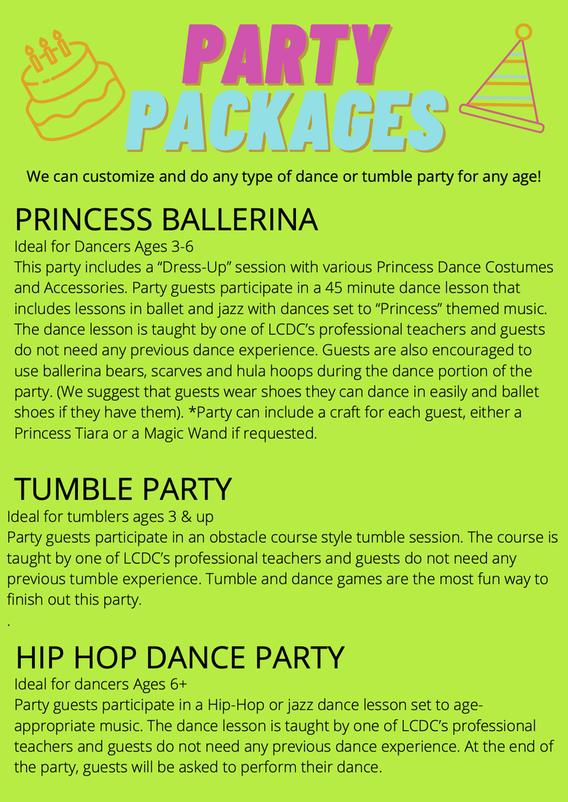 PARTY
PACKAGES
We can customize and do any type of dance or tumble party for any age!
PRINCESS BALLERINA
Ideal for Dancers Ages 3-6
This party includes a “Dress-Up” session with various Princess Dance Costumes
and Accessories. Party guests participate in a 45 minute dance lesson that
includes lessons in ballet and jazz with dances set to “Princess” themed music.
The dance lesson is taught by one of LCDC’s professional teachers and guests
do not need any previous dance experience. Guests are also encouraged to
use ballerina bears, scarves and hula hoops during the dance portion of the
party. (We suggest that guests wear shoes they can dance in easily and ballet
shoes if they have them). *Party can include a craft for each guest, either a
Princess Tiara or a Magic Wand if requested.
TUMBLE PARTY
Ideal for tumblers ages 3 & up
Party guests participate in an obstacle course style tumble session. The course is
taught by one of LCDC’s professional teachers and guests do not need any
previous tumble experience. Tumble and dance games are the most fun way to
finish out this party.
.
HIP HOP DANCE PARTY
Ideal for dancers Ages 6+
Party guests participate in a Hip-Hop or jazz dance lesson set to age-
appropriate music. The dance lesson is taught by one of LCDC’s professional
teachers and guests do not need any previous dance experience. At the end of
the party, guests will be asked to perform their dance.